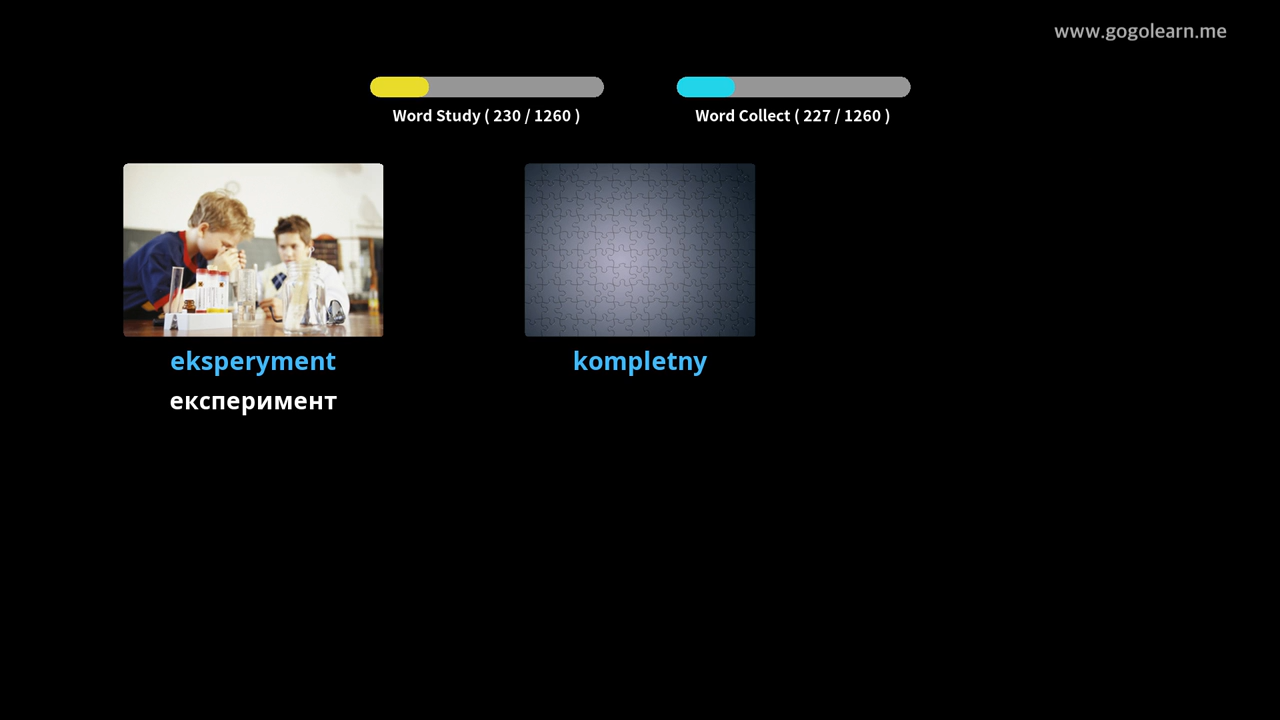 www.gogolearn.me
Word Study ( 230 / 1260 )
Word Collect ( 227 / 1260 )
eksperyment
експеримент
kompletny